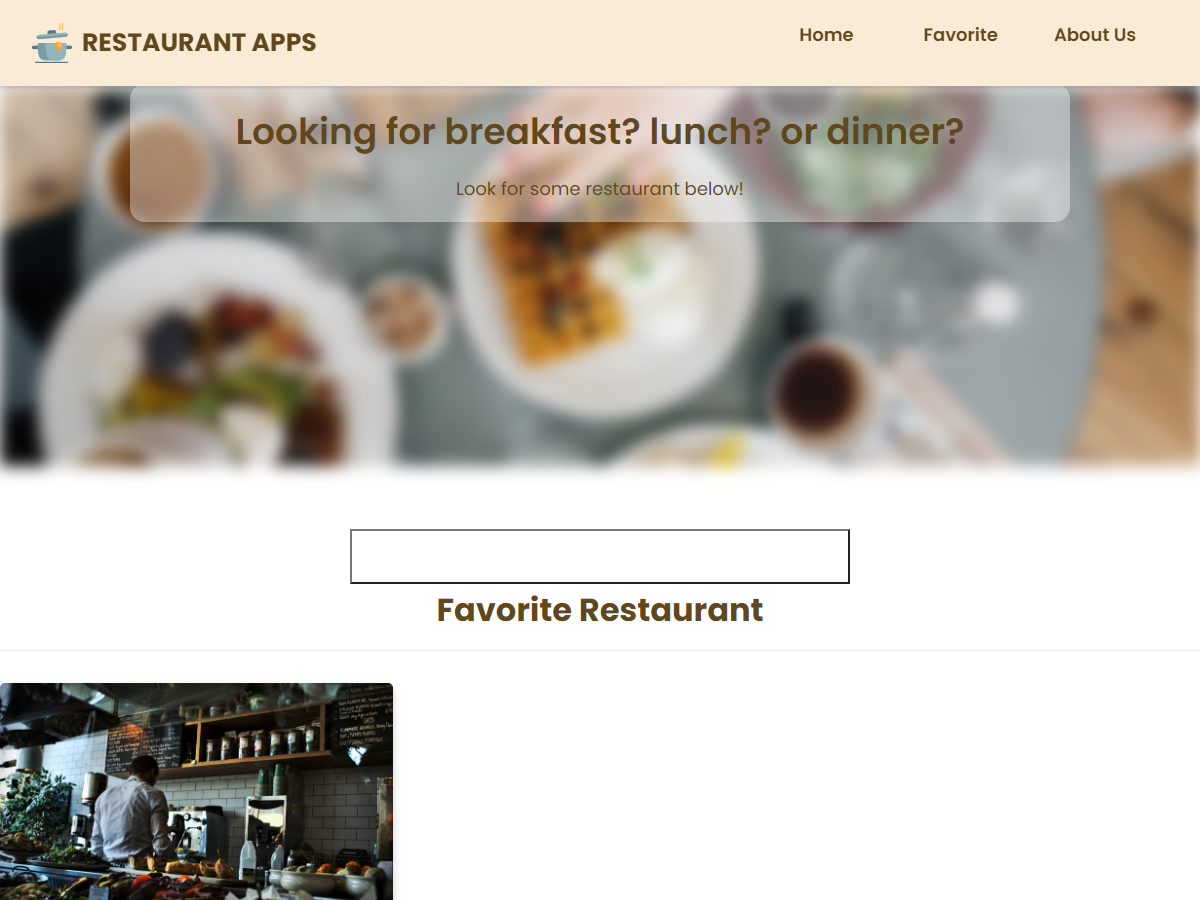 RESTAURANT APPS
Home
Favorite
About Us
Looking for breakfast? lunch? or dinner?
Look for some restaurant below!
Favorite Restaurant